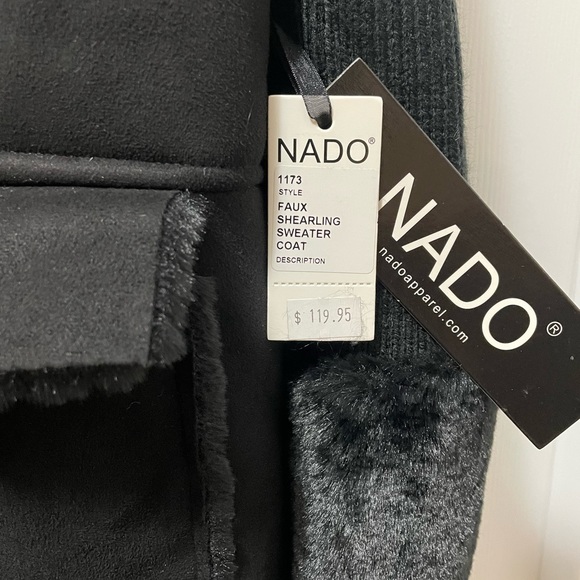 NADO®
1173
STYLE
FAUX
SHEARLING
SWEATER
COAT
DESCRIPTION
$ 119.95
NADO®
nadoapparel.com